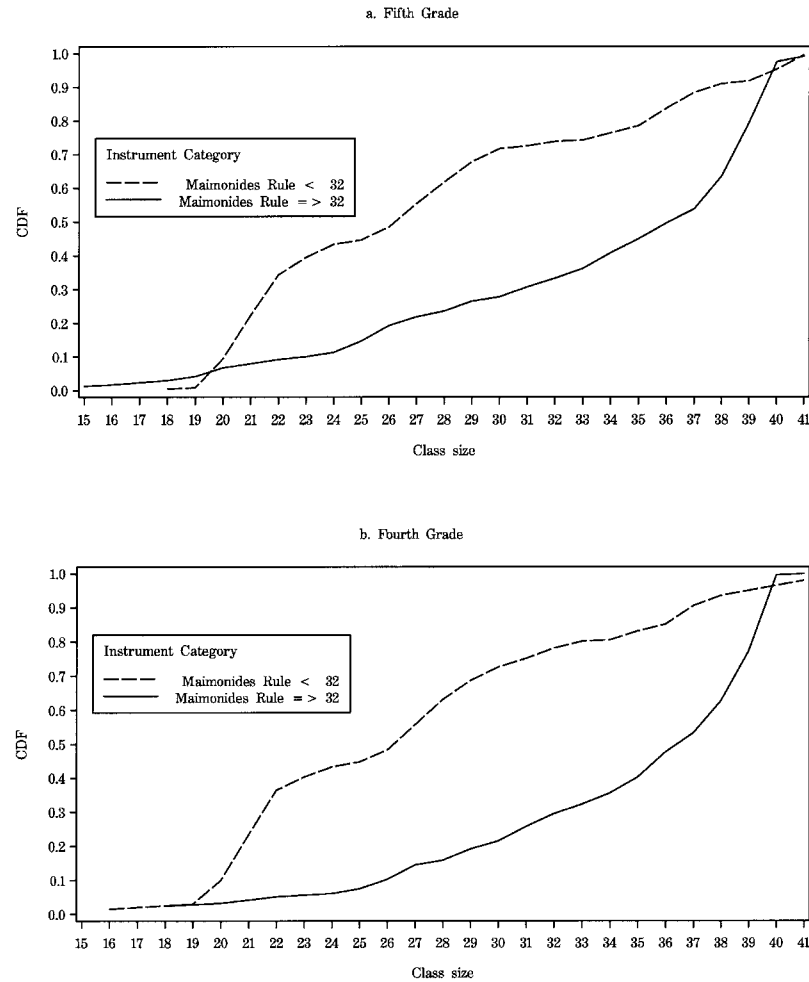 a. Fifth Grade
1.0
0.9
0.8
0.7
0.6
0.5
0.4
0.3
0.2
0.1
0.0
CDF
Instrument Category
Maimonides Rule < 32
Maimonides Rule = > 32
15 16 17 18 19 20 21 22 23 24 25 26 27 28 29 30 31 32 33 34 35 36 37 38 39 40 41
Class size
b. Fourth Grade
1.0
0.9
0.8
0.7
0.6
0.5
0.4
0.3
0.2
0.1
0.0
CDF
Instrument Category
Maimonides Rule < 32
Maimonides Rule = > 32
15 16 17 18 19 20 21 22 23 24 25 26 27 28 29 30 31 32 33 34 35 36 37 38 39 40 41
Class size